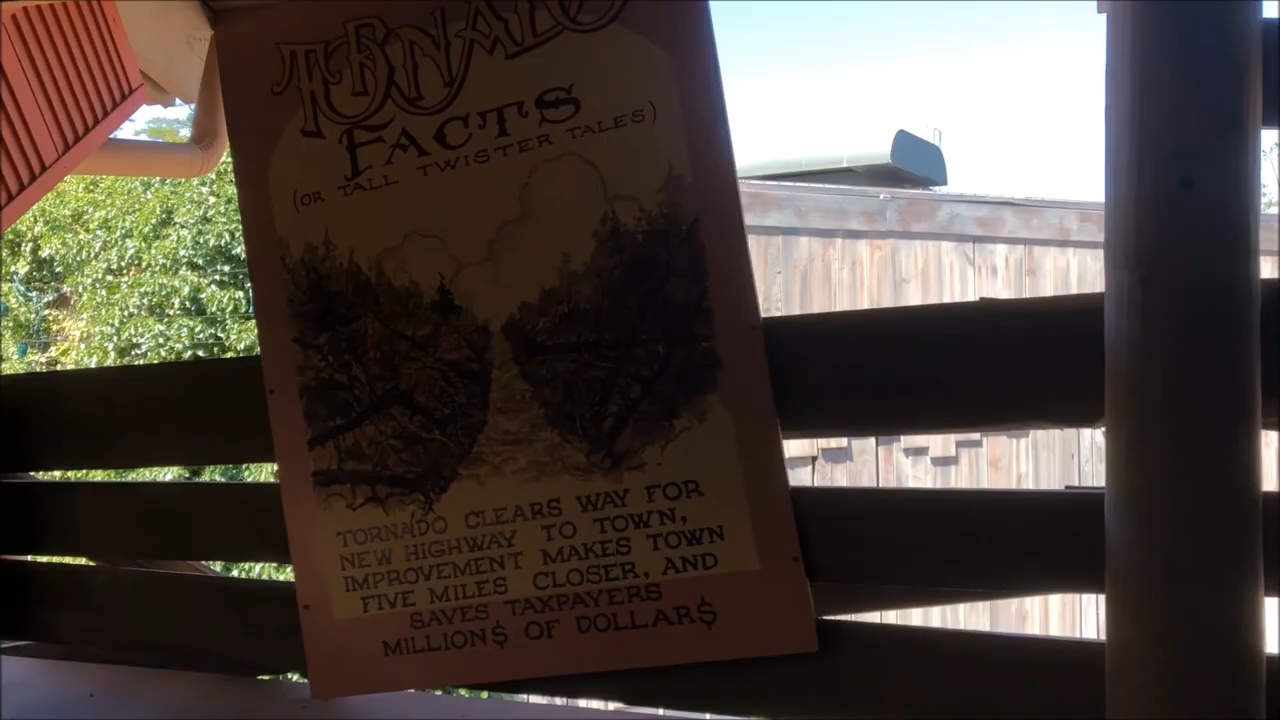 TORNADO
FACTS
(OR TALL TWISTER TALES)
TORNADO CLEARS WAY FOR
NEW HIGHWAY TO TOWN,
IMPROVEMENT MAKES TOWN
FIVE MILES CLOSER, AND
SAVES TAXPAYERS
MILLION$ OF DOLLAR$